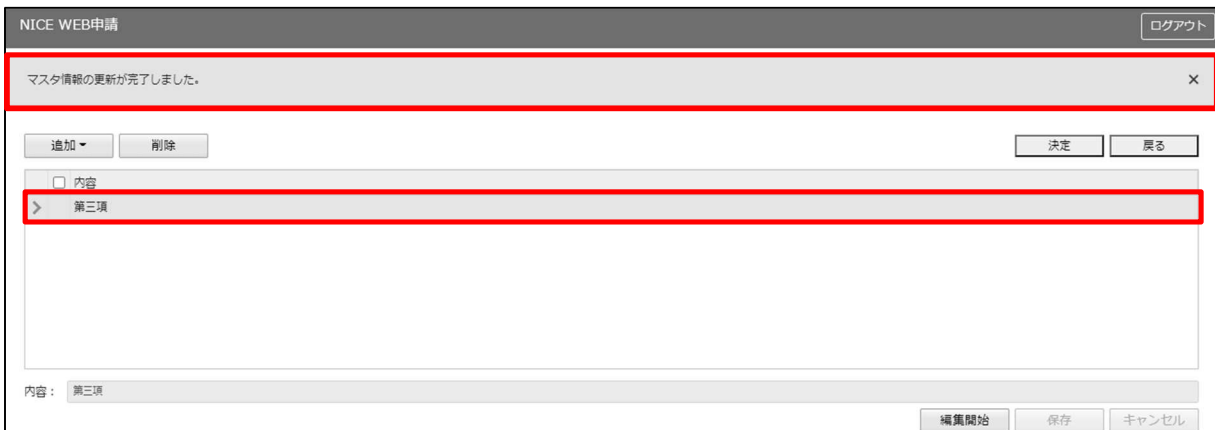 NICE WEB申請 ログアウト
マスタ情報の更新が完了しました。 ×
追加 削除 決定 戻る
内容
第三項
内容： 第三項
編集開始 保存 キャンセル